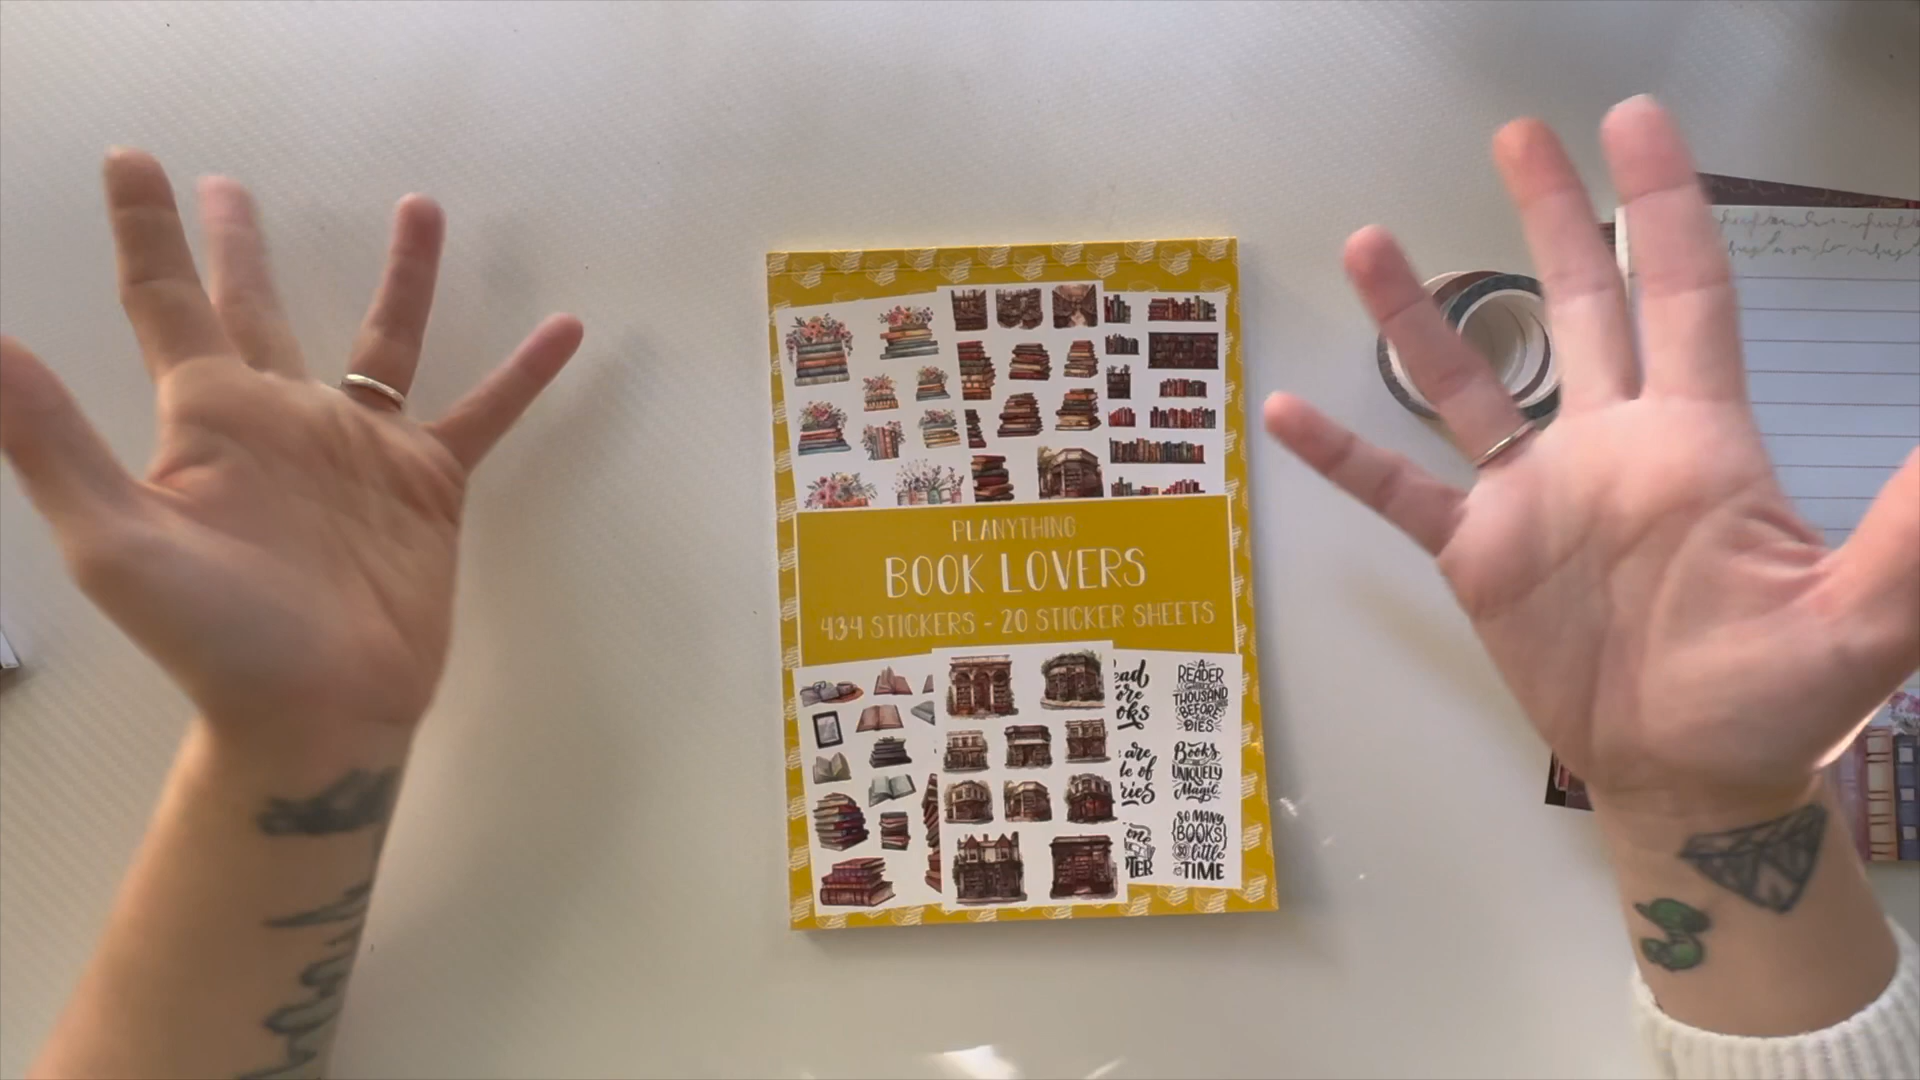 PLANYTHING
BOOK LOVERS
434 STICKERS - 20 STICKER SHEETS
A
READER
THOUSAND
BEFORE
DIES
Books
UNIQUELY
Magic
SO MANY
BOOKS
SO little
TIME